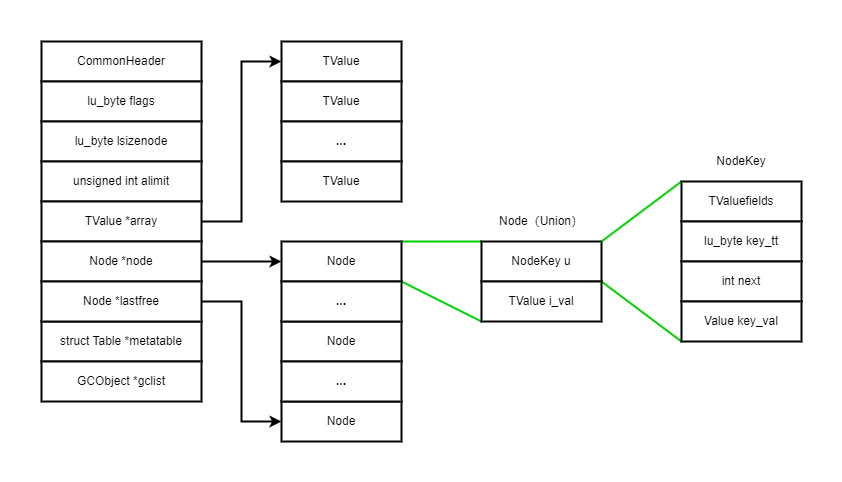 CommonHeader
lu_byte flags
lu_byte lsizenode
unsigned int alimit
TValue *array
Node *node
Node *lastfree
struct Table *metatable
GCObject *gclist
TValue
TValue
...
TValue
Node
...
Node
...
Node
Node（Union）
NodeKey u
TValue i_val
NodeKey
TValuefields
lu_byte key_tt
int next
Value key_val